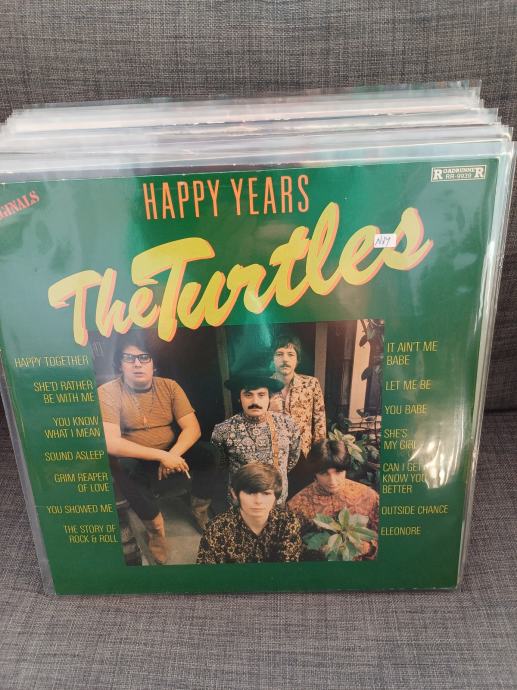 GINALS
ROADRUNNER
RR-9939
HAPPY YEARS
The Turtles
NM
HAPPY TOGETHER
SHE'D RATHER
BE WITH ME
YOU KNOW
WHAT I MEAN
SOUND ASLEEP
GRIM REAPER
OF LOVE
YOU SHOWED ME
THE STORY OF
ROCK & ROLL
IT AIN'T ME
BABE
LET ME BE
YOU BABE
SHE'S
MY GIRL
CAN I GET
KNOW YOU
BETTER
OUTSIDE CHANCE
ELEONORE